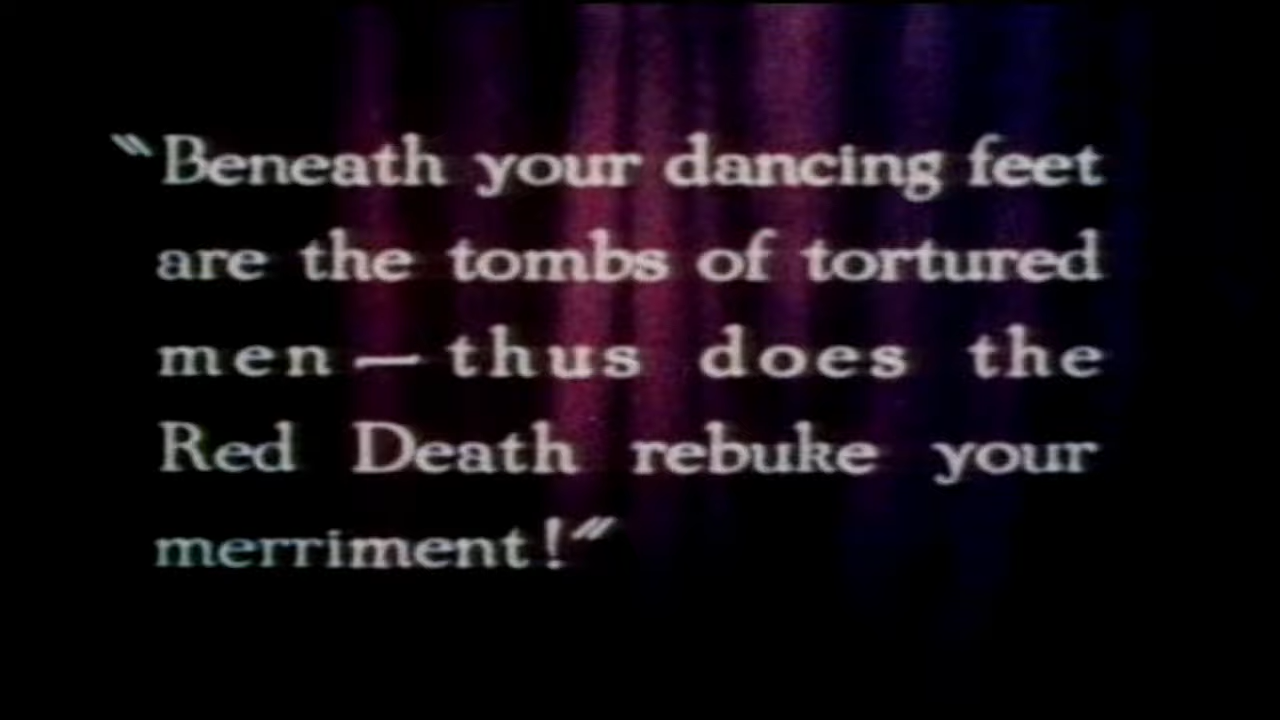 "Beneath your dancing feet
are the tombs of tortured
men—thus does the
Red Death rebuke your
merriment!"